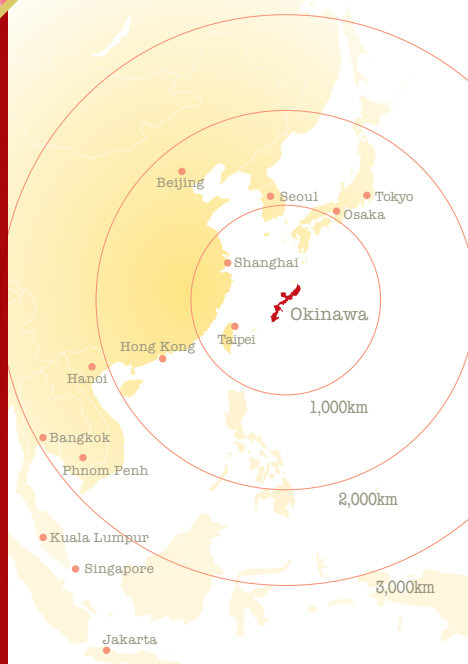 Beijing
Seoul
Tokyo
Osaka
Shanghai
Okinawa
Taipei
Hong Kong
Hanoi
1,000km
Bangkok
Phnom Penh
2,000km
Kuala Lumpur
Singapore
3,000km
Jakarta